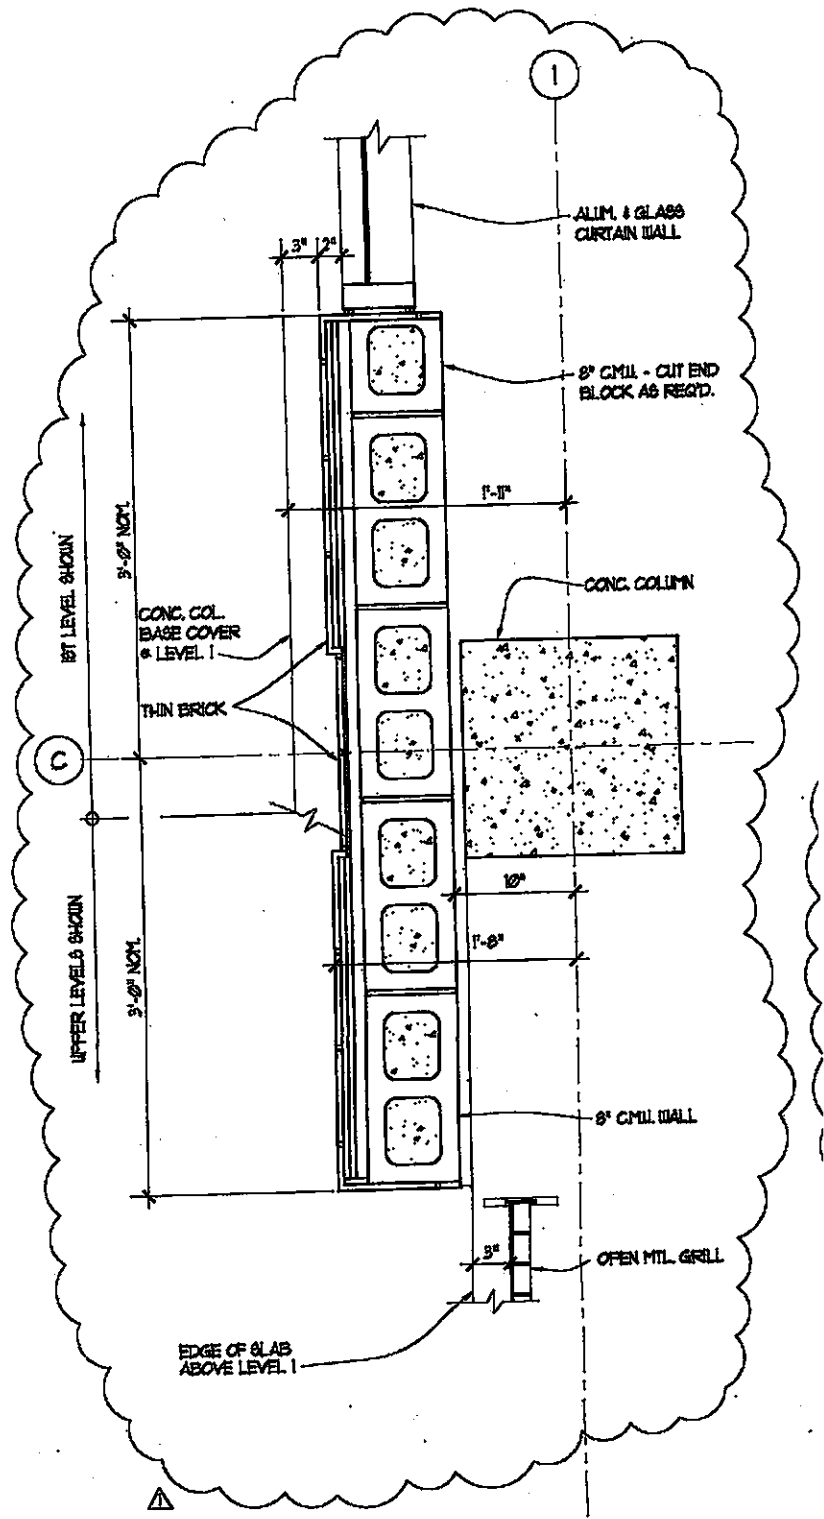 1
ALUM. & GLASS
CURTAIN WALL
3" 2"
8" C.M.U. - CUT END
BLOCK AS REQ'D.
1'-11"
3'-0" NOM.
1ST LEVEL SHOWN
CONC. COLUMN
CONC. COL.
BASE COVER
@ LEVEL 1
THIN BRICK
C
10"
1'-8"
UPPER LEVELS SHOWN
3'-0" NOM.
8" C.M.U. WALL
3"
OPEN MTL. GRILL
EDGE OF SLAB
ABOVE LEVEL 1
1